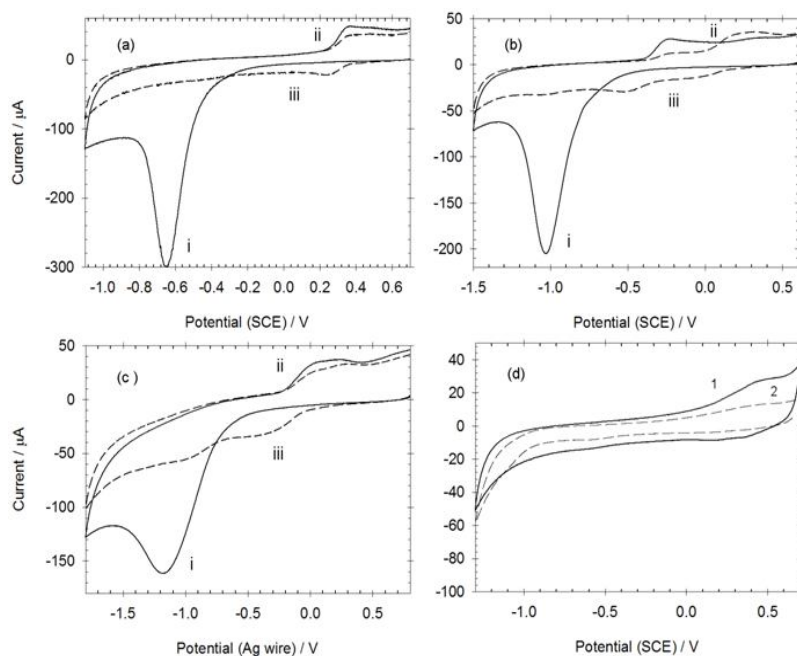 (a)
ii
iii
i
50
0
-100
-200
-300
Current / µA
-1.0 -0.8 -0.6 -0.4 -0.2 0.0 0.2 0.4 0.6
Potential (SCE) / V
(b)
ii
iii
i
50
0
-50
-100
-150
-200
-1.5 -1.0 -0.5 0.0 0.5
Potential (SCE) / V
(c )
ii
iii
i
50
0
-50
-100
-150
Current / µA
-1.5 -1.0 -0.5 0.0 0.5
Potential (Ag wire) / V
(d)
1
2
40
20
0
-20
-40
-60
-80
-100
-1.0 -0.5 0.0 0.5
Potential (SCE) / V